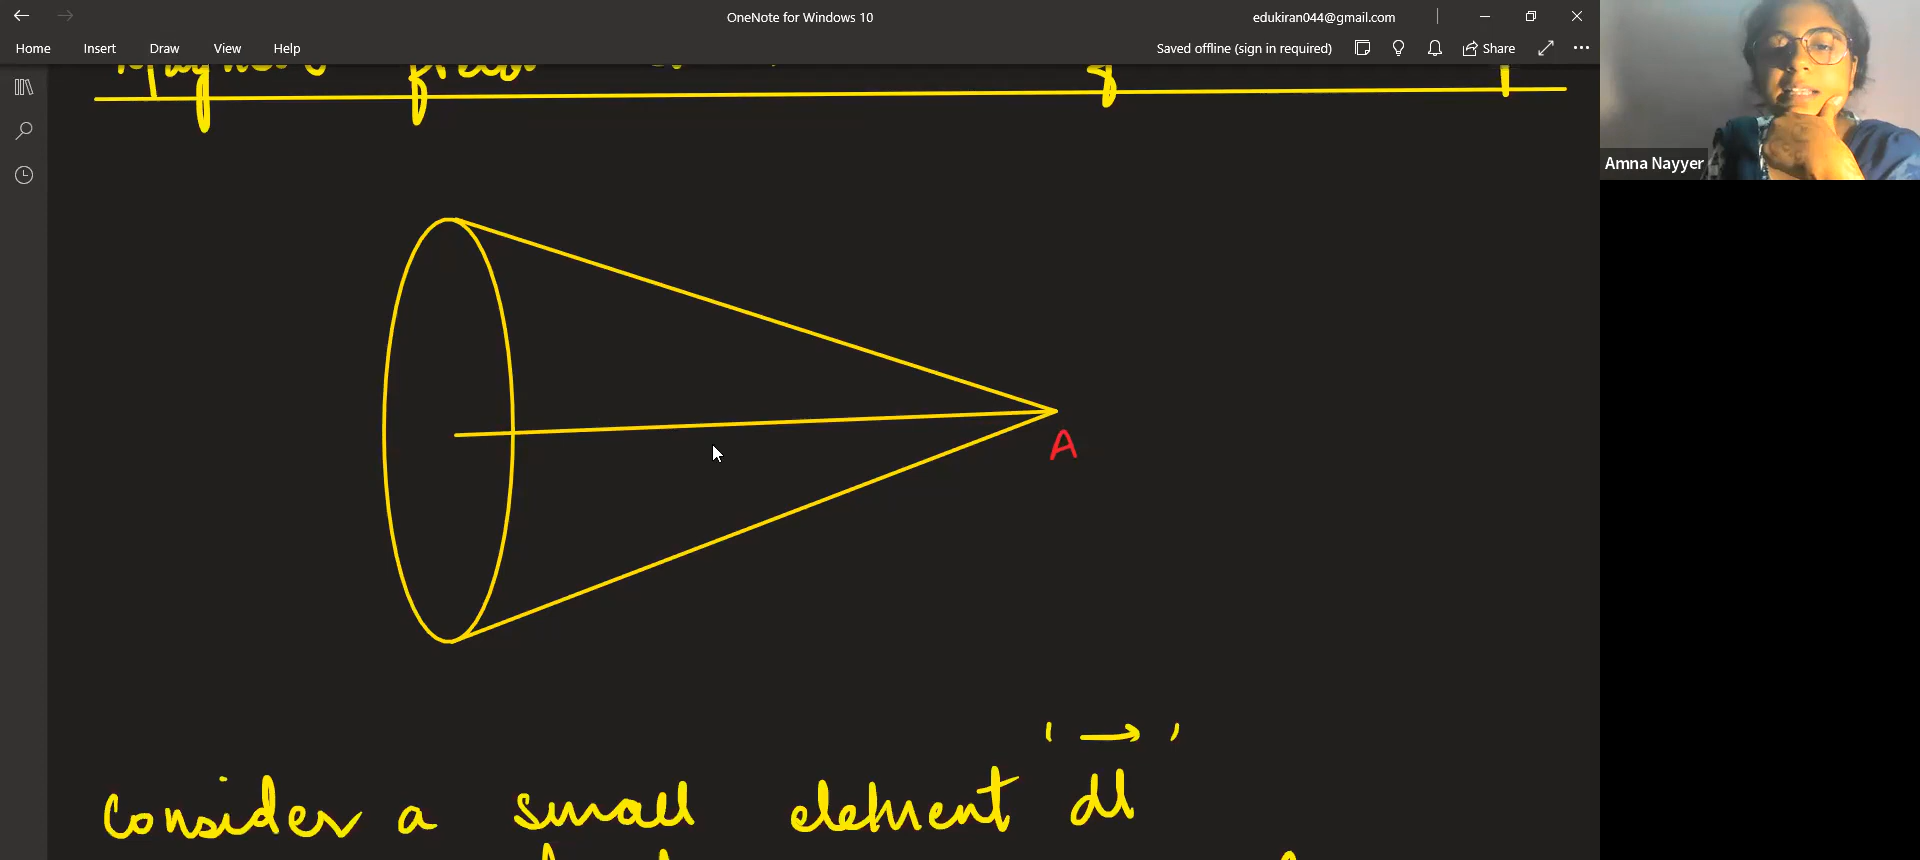 OneNote for Windows 10
edukiran044@gmail.com
Home Insert Draw View Help
Saved offline (sign in required)
Share
Amna Nayyer
A
consider a small element ' dl '